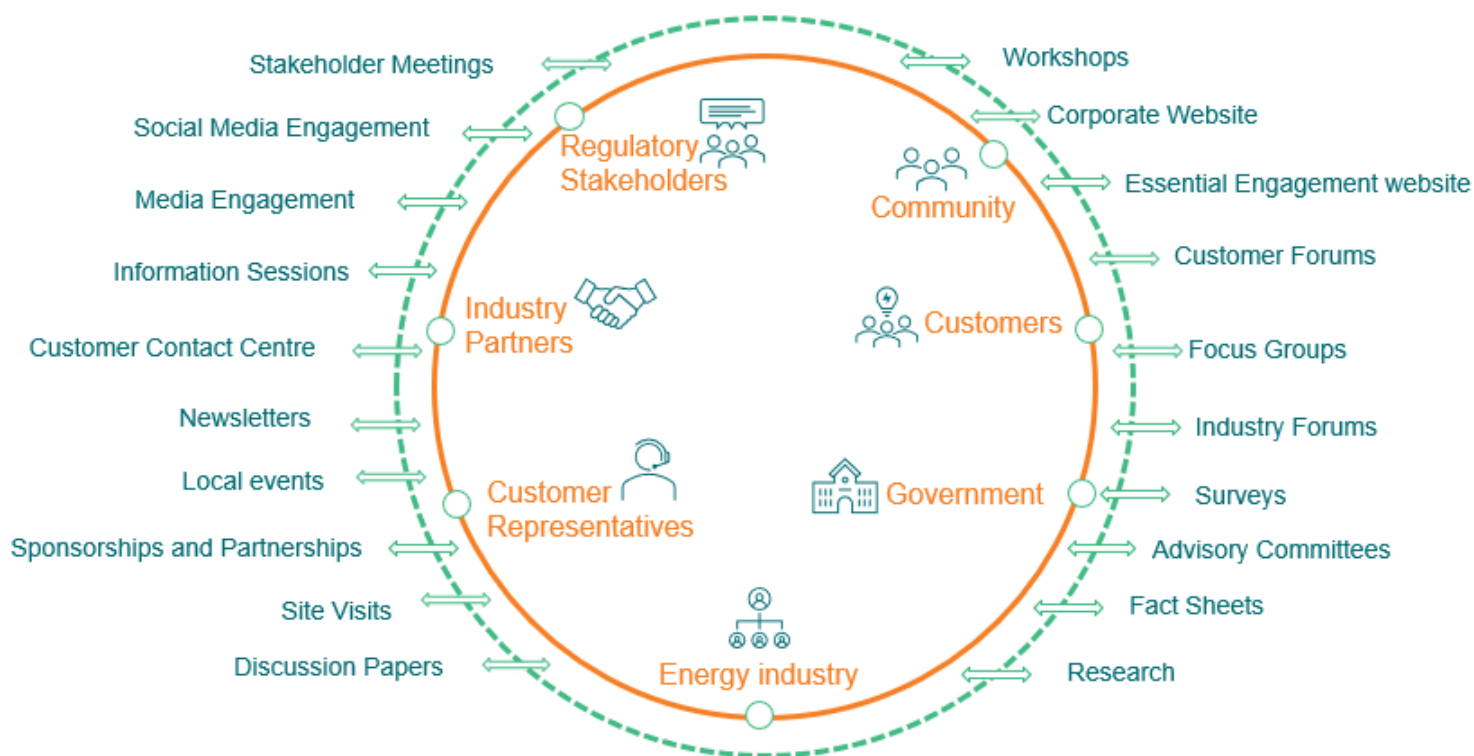 Stakeholder Meetings
Social Media Engagement
Media Engagement
Information Sessions
Customer Contact Centre
Newsletters
Local events
Sponsorships and Partnerships
Site Visits
Discussion Papers
Regulatory
Stakeholders
Industry
Partners
Customer
Representatives
Energy industry
Community
Customers
Government
Workshops
Corporate Website
Essential Engagement website
Customer Forums
Focus Groups
Industry Forums
Surveys
Advisory Committees
Fact Sheets
Research